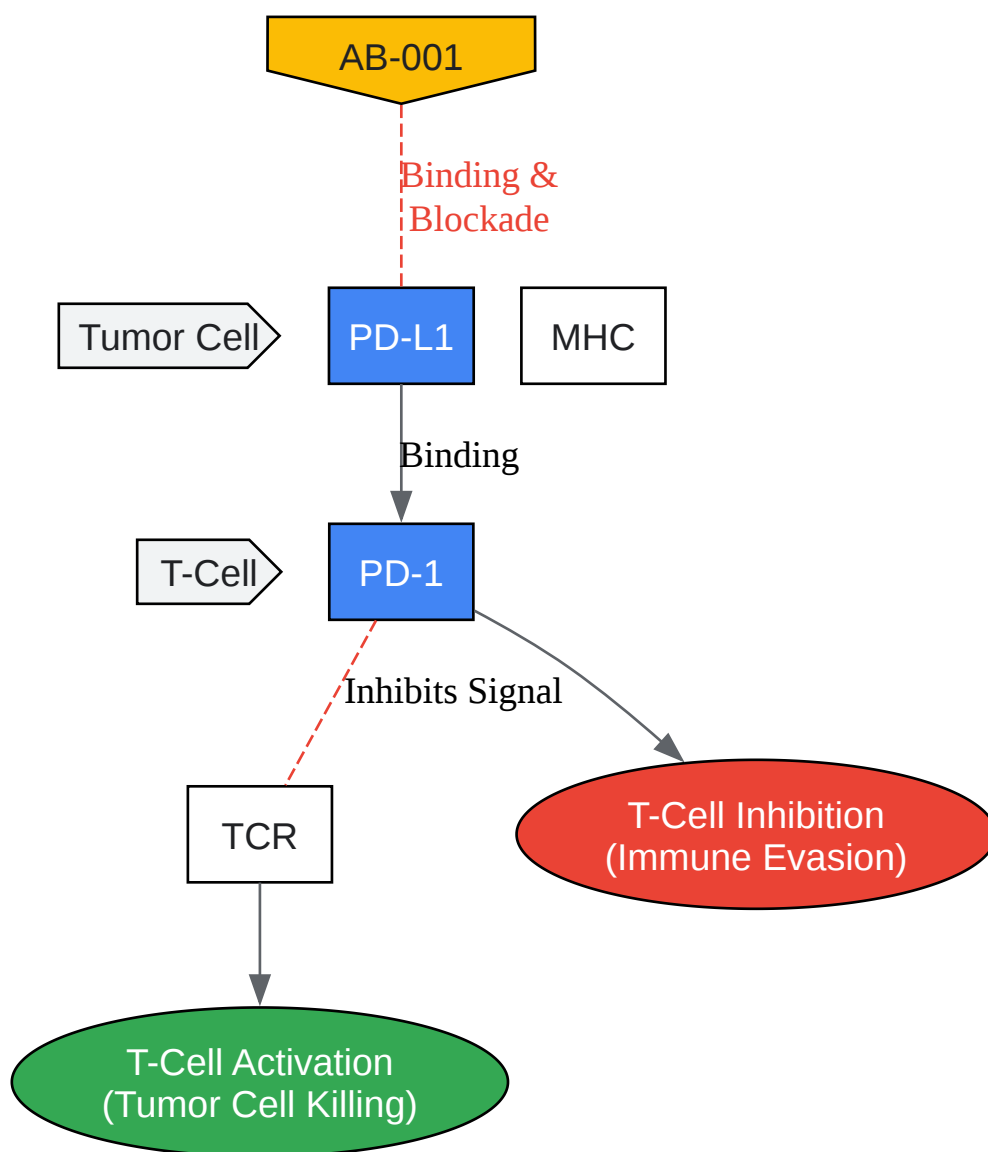 AB-001
Binding &
Blockade
Tumor Cell
PD-L1
MHC
Binding
T-Cell
PD-1
Inhibits Signal
TCR
T-Cell Inhibition
(Immune Evasion)
T-Cell Activation
(Tumor Cell Killing)